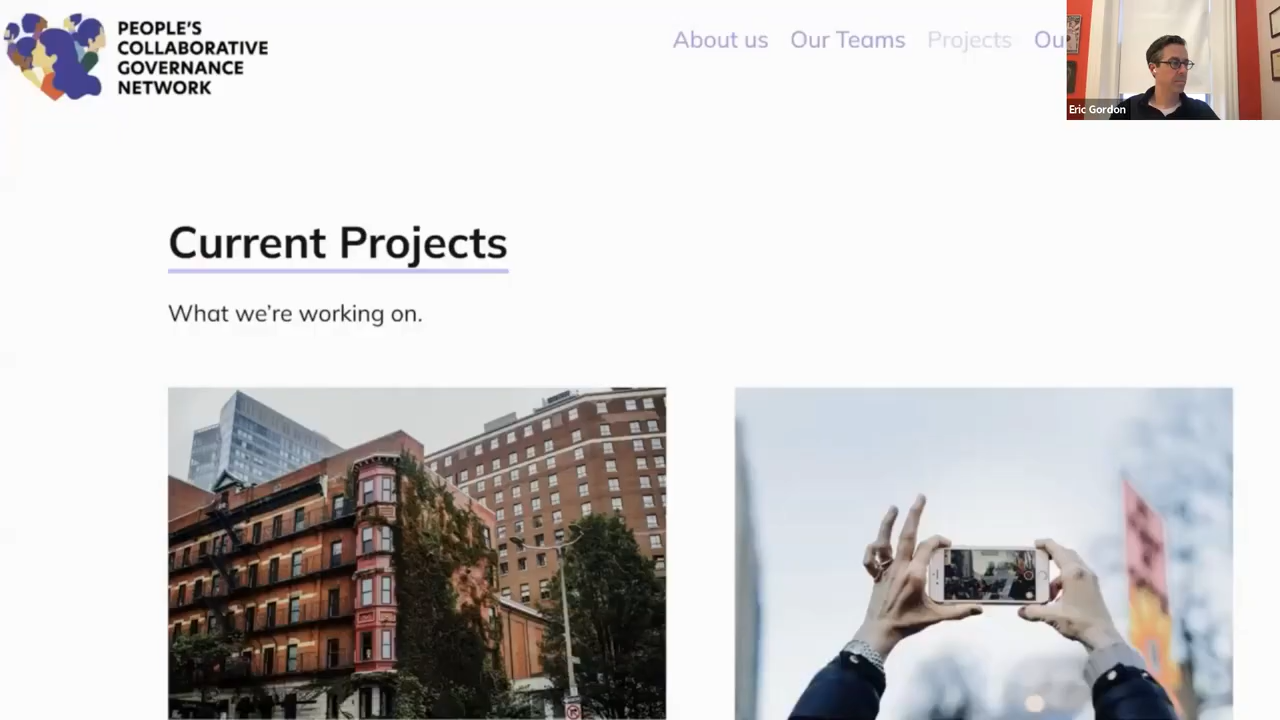 PEOPLE'S
COLLABORATIVE
GOVERNANCE
NETWORK
About us Our Teams Projects Ou
Eric Gordon
Current Projects
What we're working on.